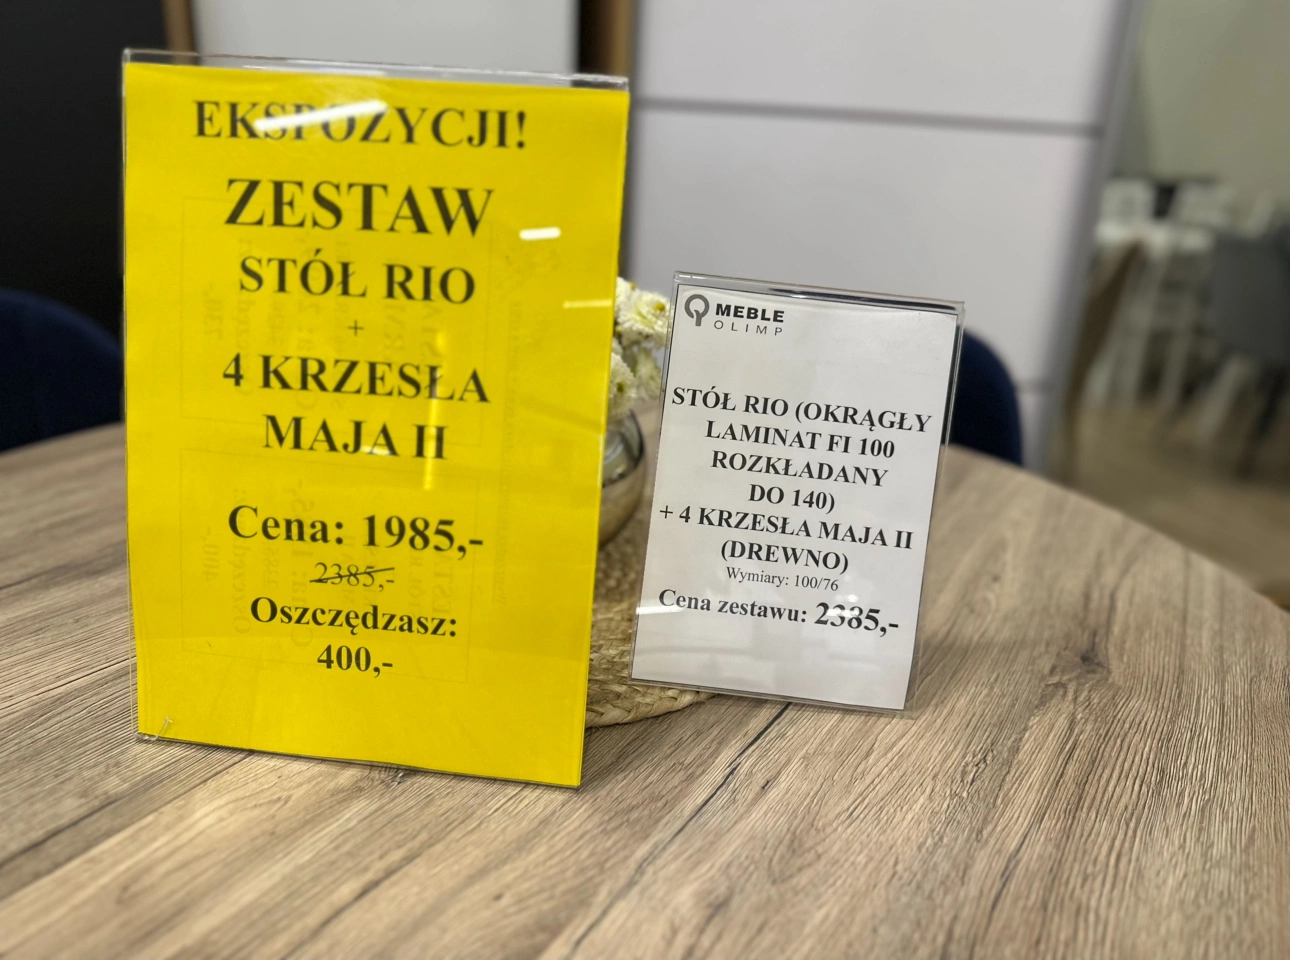 EKSPOZYCJI!
ZESTAW
STÓŁ RIO
+
4 KRZESŁA
MAJA II
Cena: 1985,-
2385,-
Oszczędzasz:
400,-
MEBLE
OLIMP
STÓŁ RIO (OKRĄGŁY
LAMINAT FI 100
ROZKŁADANY
DO 140)
+ 4 KRZESŁA MAJA II
(DREWNO)
Wymiary: 100/76
Cena zestawu: 2385,-